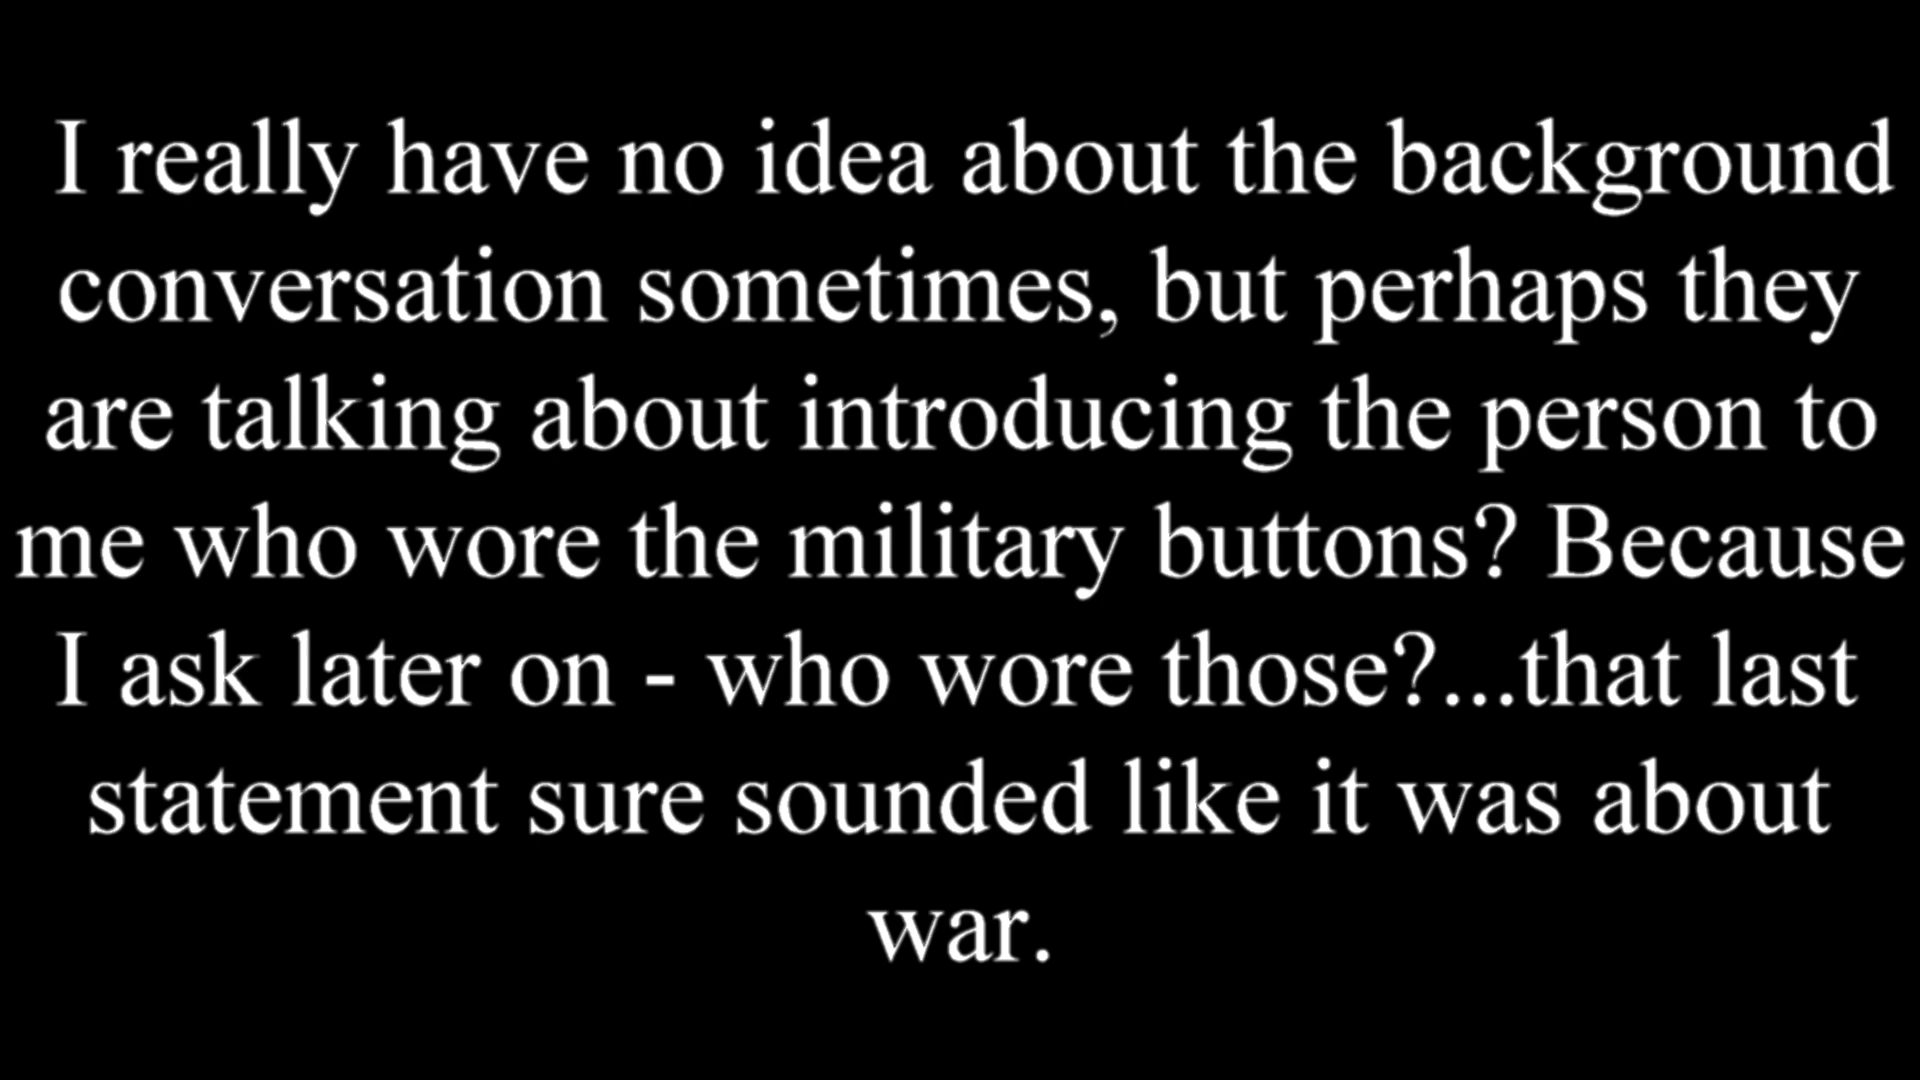 I really have no idea about the background
conversation sometimes, but perhaps they
are talking about introducing the person to
me who wore the military buttons? Because
I ask later on - who wore those?...that last
statement sure sounded like it was about
war.